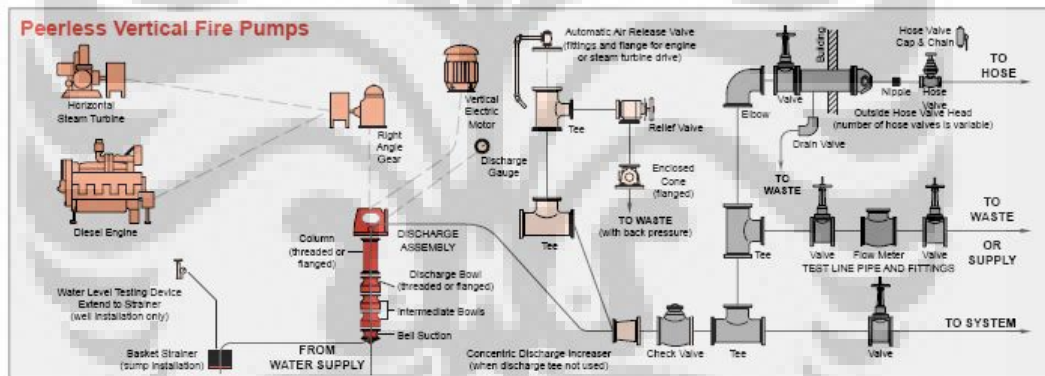 Peerless Vertical Fire Pumps
Horizontal
Steam Turbine
Diesel Engine
Right
Angle
Gear
Vertical
Electric
Motor
Discharge
Gauge
Automatic Air Release Valve
(fittings and flange for engine
or steam turbine drive)
Tee
Relief Valve
Enclosed
Cone
(flanged)
TO WASTE
(with back pressure)
Tee
Elbow
Valve
Building
Hose Valve
Cap & Chain
TO
HOSE
Nipple
Hose
Valve
Outside Hose Valve Head
(number of hose valves is variable)
Drain Valve
TO
WASTE
Tee
Valve
Flow Meter
Valve
TEST LINE PIPE AND FITTINGS
TO
WASTE
OR
SUPPLY
Column
(threaded or
flanged)
DISCHARGE
ASSEMBLY
Discharge Bowl
(threaded or flanged)
Intermediate Bowls
Bell Suction
Water Level Testing Device
Extend to Strainer
(well installation only)
Basket Strainer
(sump installation)
FROM
WATER SUPPLY
Concentric Discharge Increaser
(when discharge tee not used)
Check Valve
Tee
Valve
TO SYSTEM